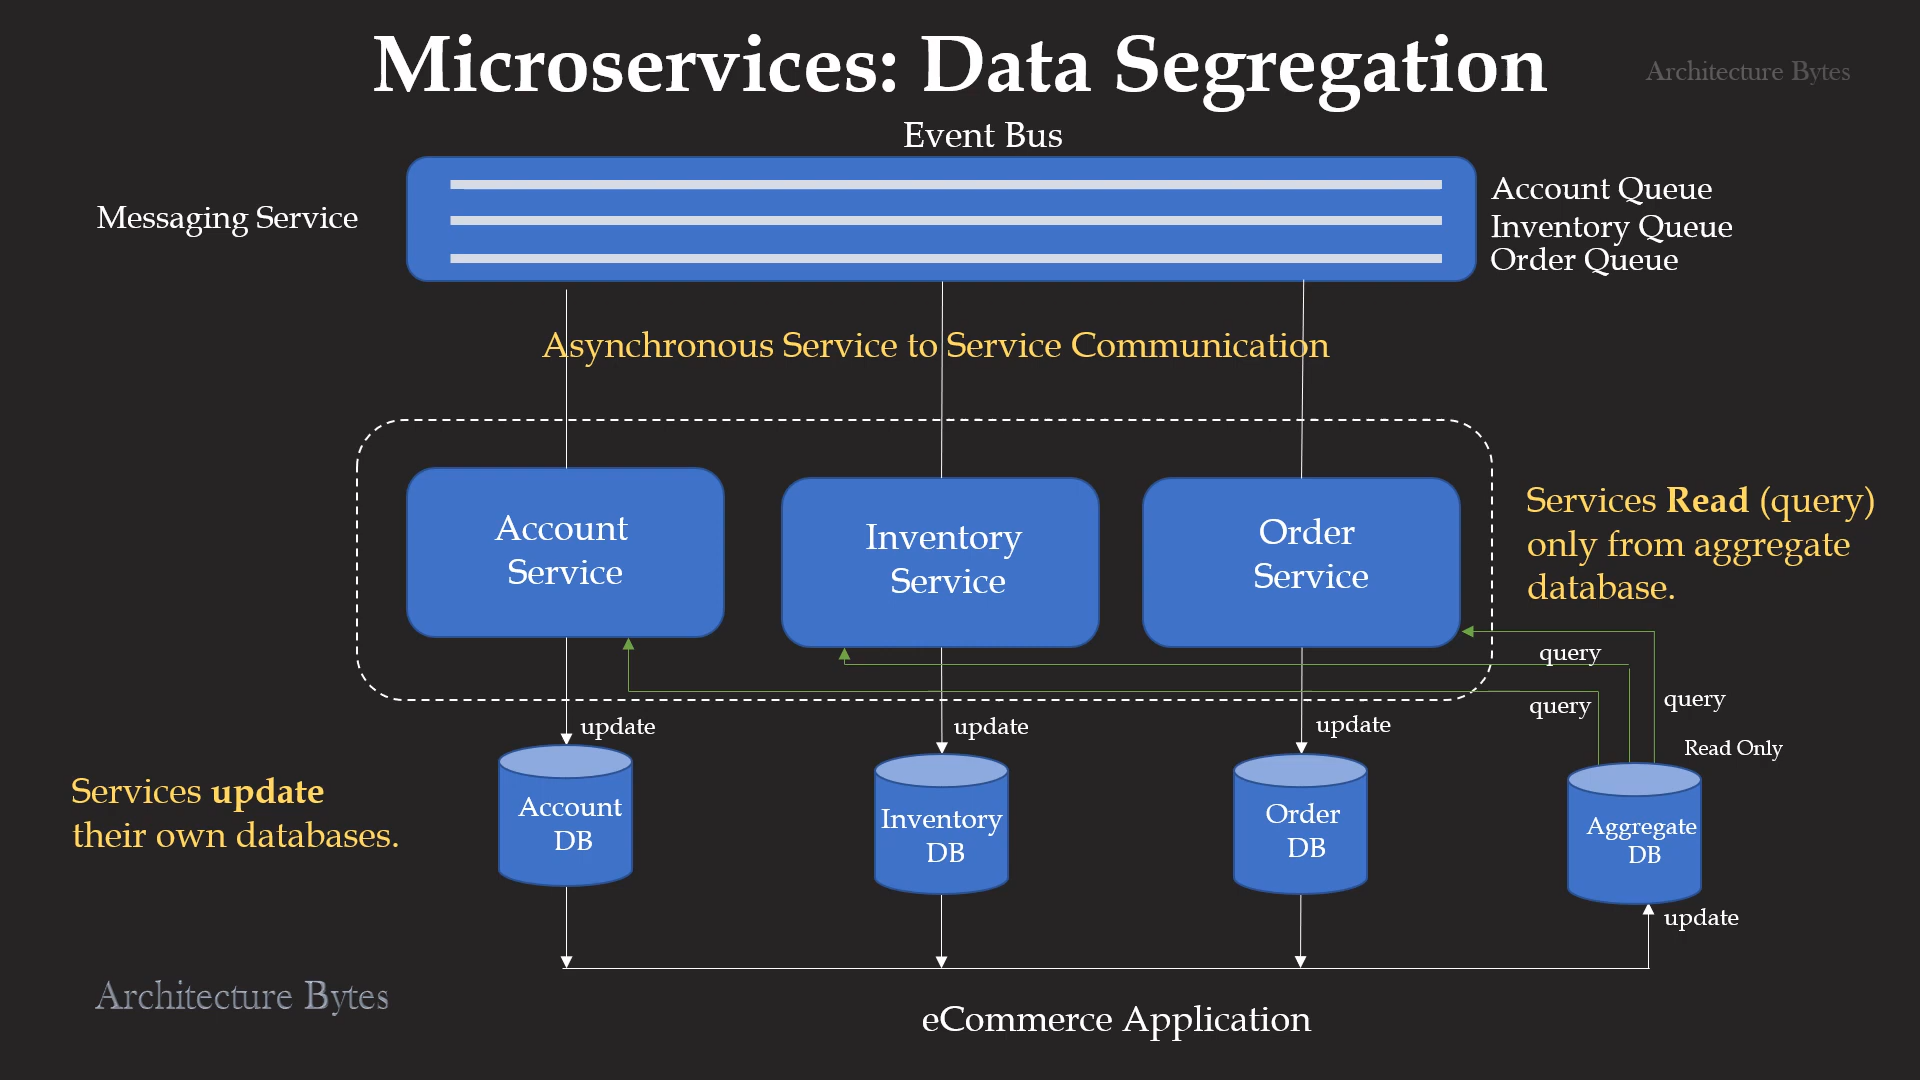 Microservices: Data Segregation
Architecture Bytes
Event Bus
Messaging Service
Account Queue
Inventory Queue
Order Queue
Asynchronous Service to Service Communication
Account
Service
Inventory
Service
Order
Service
Services Read (query)
only from aggregate
database.
query
query
query
Read Only
update
update
update
Services update
their own databases.
Account
DB
Inventory
DB
Order
DB
Aggregate
DB
update
Architecture Bytes
eCommerce Application